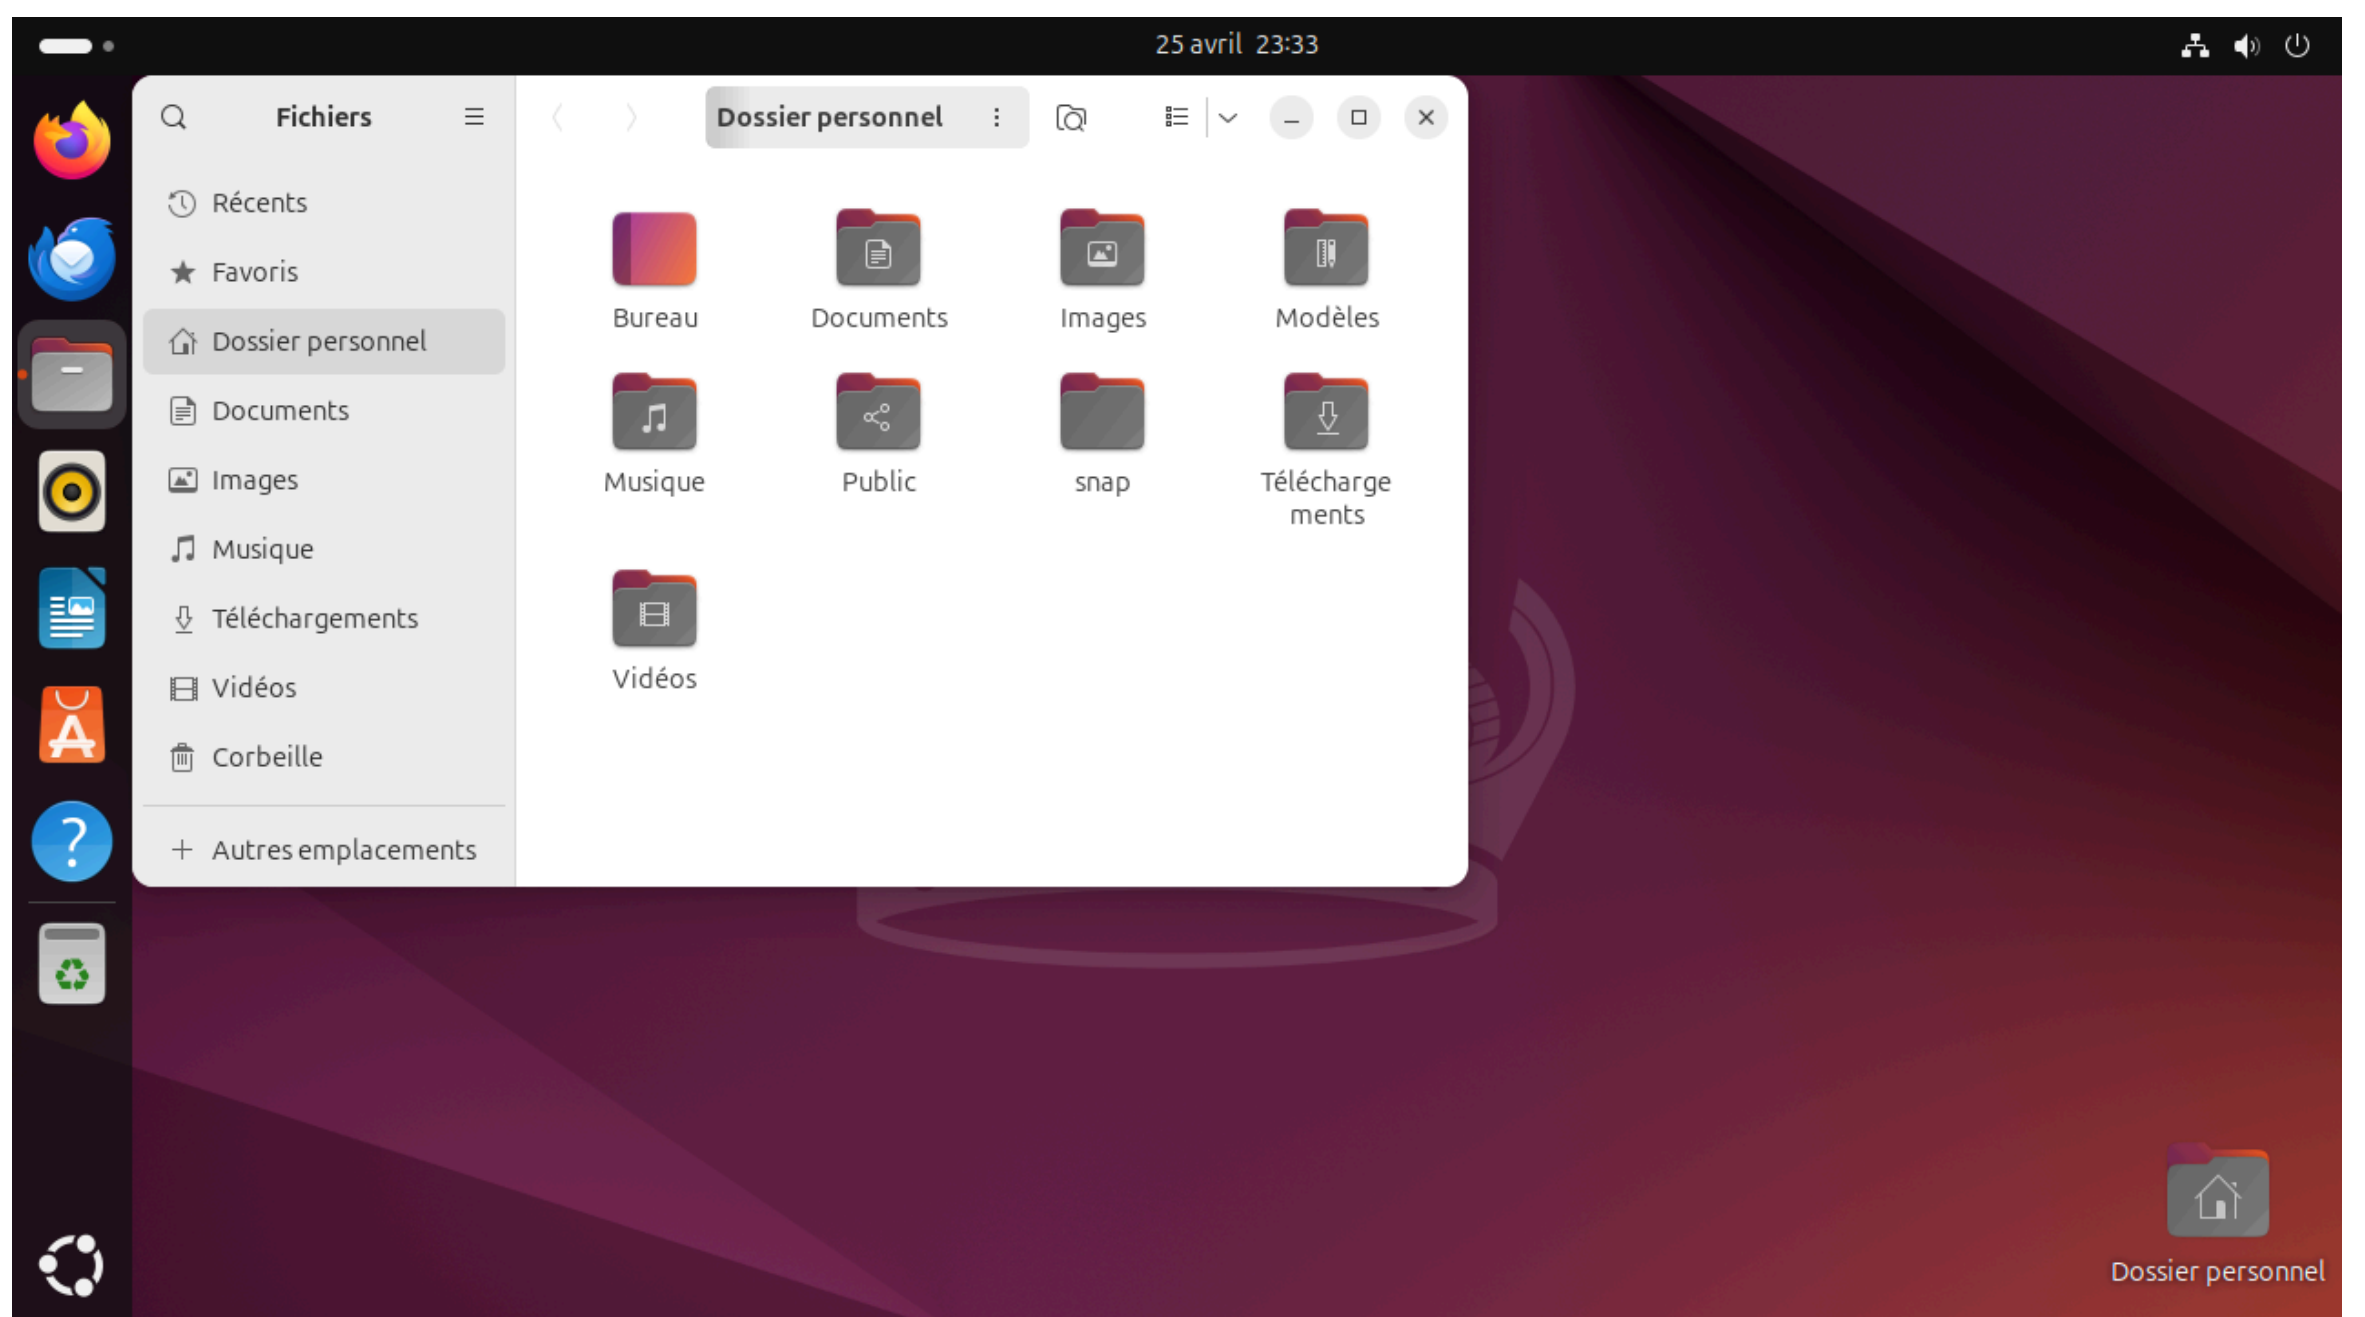 25 avril 23:33
Fichiers
Dossier personnel
Récents
Favoris
Dossier personnel
Documents
Images
Musique
Téléchargements
Vidéos
Corbeille
Autres emplacements
Bureau
Documents
Images
Modèles
Musique
Public
snap
Télécharge
ments
Vidéos
Dossier personnel